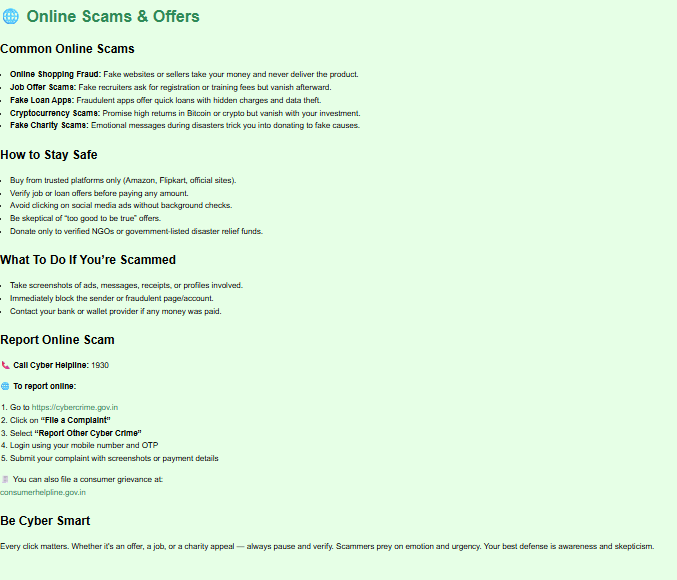 Online Scams & Offers
Common Online Scams
Online Shopping Fraud: Fake websites or sellers take your money and never deliver the product.
Job Offer Scams: Fake recruiters ask for registration or training fees but vanish afterward.
Fake Loan Apps: Fraudulent apps offer quick loans with hidden charges and data theft.
Cryptocurrency Scams: Promise high returns in Bitcoin or crypto but vanish with your investment.
Fake Charity Scams: Emotional messages during disasters trick you into donating to fake causes.
How to Stay Safe
Buy from trusted platforms only (Amazon, Flipkart, official sites).
Verify job or loan offers before paying any amount.
Avoid clicking on social media ads without background checks.
Be skeptical of “too good to be true” offers.
Donate only to verified NGOs or government-listed disaster relief funds.
What To Do If You’re Scammed
Take screenshots of ads, messages, receipts, or profiles involved.
Immediately block the sender or fraudulent page/account.
Contact your bank or wallet provider if any money was paid.
Report Online Scam
Call Cyber Helpline: 1930
To report online:
1. Go to https://cybercrime.gov.in
2. Click on “File a Complaint”
3. Select “Report Other Cyber Crime”
4. Login using your mobile number and OTP
5. Submit your complaint with screenshots or payment details
You can also file a consumer grievance at:
consumerhelpline.gov.in
Be Cyber Smart
Every click matters. Whether it's an offer, a job, or a charity appeal — always pause and verify. Scammers prey on emotion and urgency. Your best defense is awareness and skepticism.